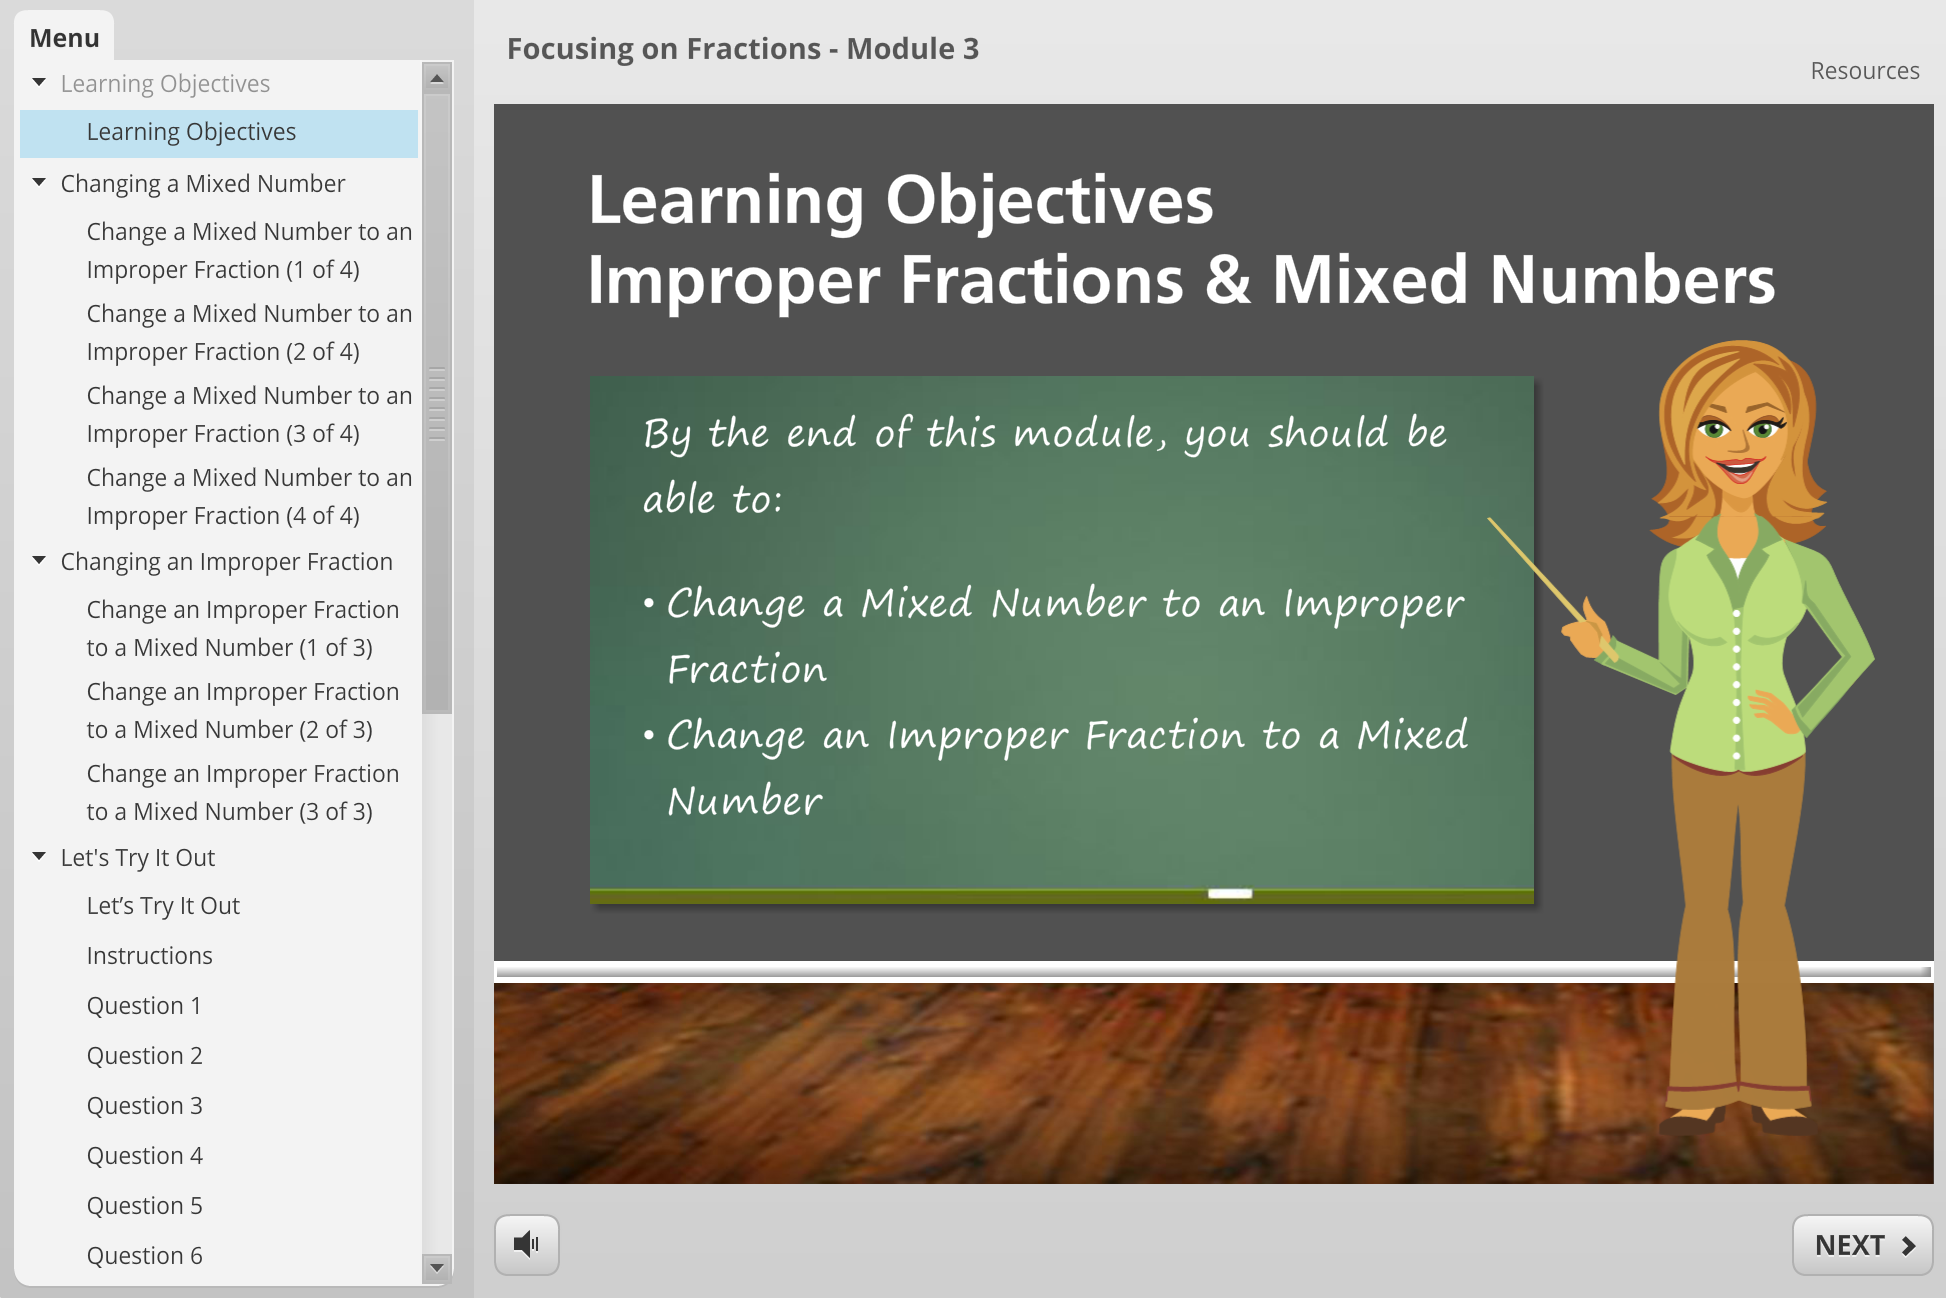 Menu
Learning Objectives
Learning Objectives
Changing a Mixed Number
Change a Mixed Number to an
Improper Fraction (1 of 4)
Change a Mixed Number to an
Improper Fraction (2 of 4)
Change a Mixed Number to an
Improper Fraction (3 of 4)
Change a Mixed Number to an
Improper Fraction (4 of 4)
Changing an Improper Fraction
Change an Improper Fraction
to a Mixed Number (1 of 3)
Change an Improper Fraction
to a Mixed Number (2 of 3)
Change an Improper Fraction
to a Mixed Number (3 of 3)
Let's Try It Out
Let’s Try It Out
Instructions
Question 1
Question 2
Question 3
Question 4
Question 5
Question 6
Focusing on Fractions - Module 3
Resources
Learning Objectives
Improper Fractions & Mixed Numbers
By the end of this module, you should be
able to:
• Change a Mixed Number to an Improper
Fraction
• Change an Improper Fraction to a Mixed
Number
NEXT